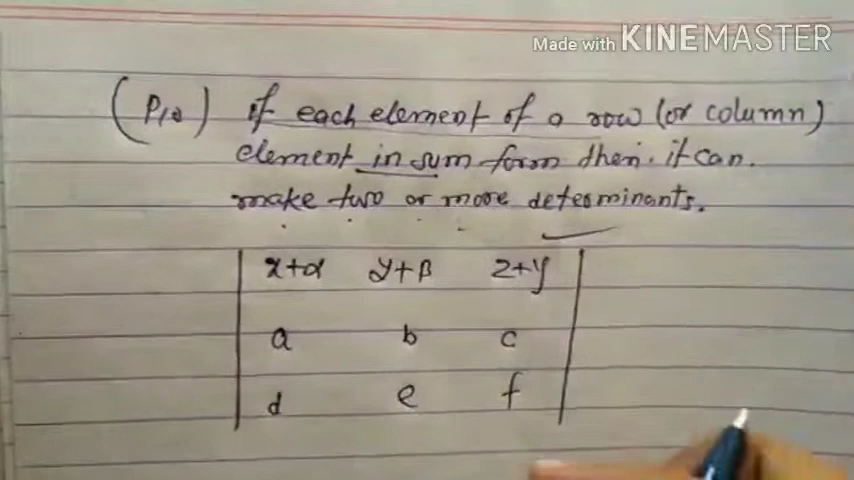 Made with KINEMASTER
(P10) if each element of a row (or column)
element in sum form then it can.
make two or more determinants.
x+α y+β z+γ
a b c
d e f